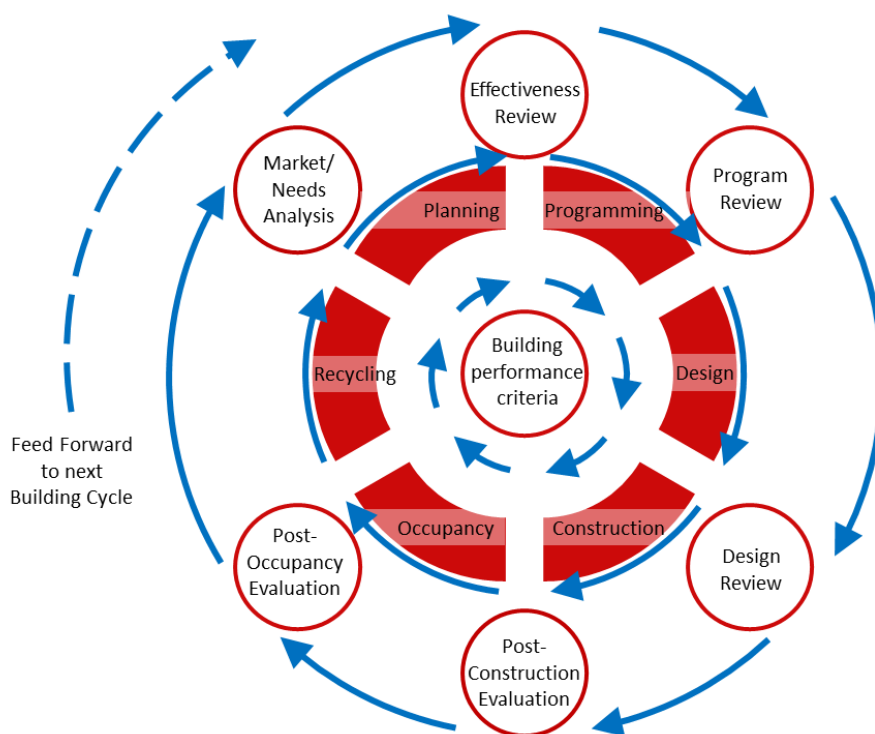 Effectiveness
Review
Market/
Needs
Analysis
Program
Review
Planning
Programming
Building
performance
criteria
Recycling
Design
Feed Forward
to next
Building Cycle
Occupancy
Construction
Post-
Occupancy
Evaluation
Design
Review
Post-
Construction
Evaluation